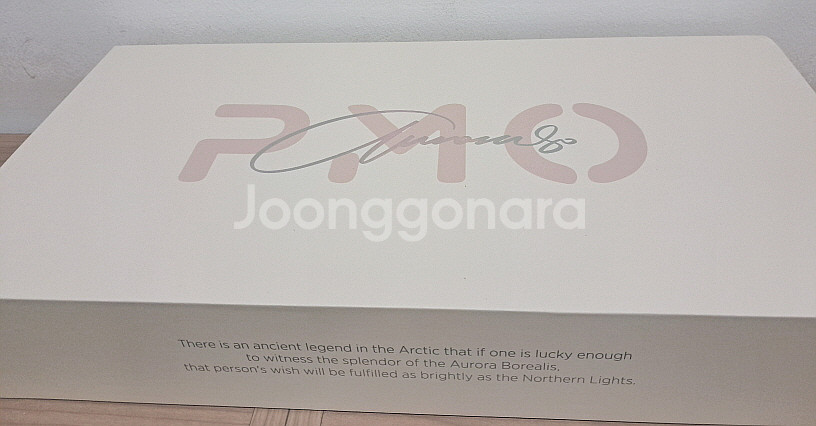 PMO
Joonggonara
There is an ancient legend in the Arctic that if one is lucky enough
to witness the splendor of the Aurora Borealis,
that person's wish will be fulfilled as brightly as the Northern Lights.